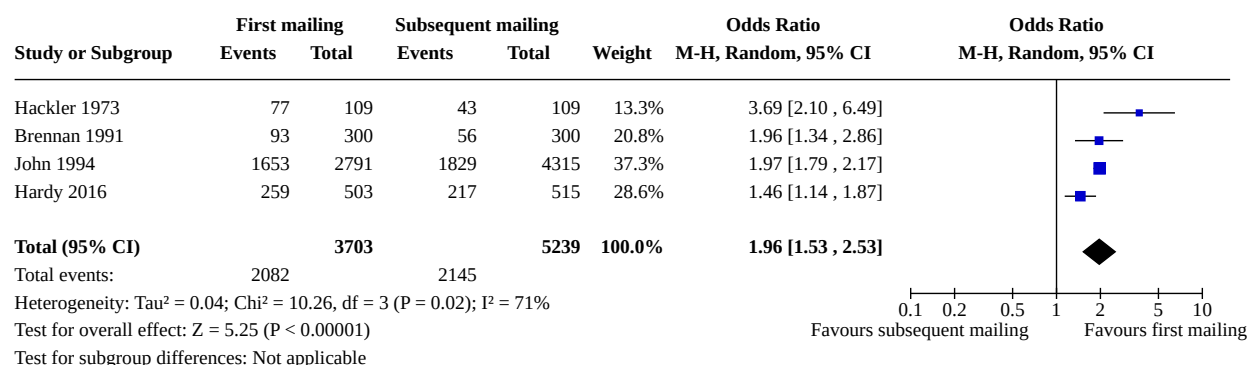 First mailing Subsequent mailing Odds Ratio Odds Ratio
Study or Subgroup Events Total Events Total Weight M-H, Random, 95% CI M-H, Random, 95% CI
Hackler 1973 77 109 43 109 13.3% 3.69 [2.10 , 6.49]
Brennan 1991 93 300 56 300 20.8% 1.96 [1.34 , 2.86]
John 1994 1653 2791 1829 4315 37.3% 1.97 [1.79 , 2.17]
Hardy 2016 259 503 217 515 28.6% 1.46 [1.14 , 1.87]
Total (95% CI) 3703 5239 100.0% 1.96 [1.53 , 2.53]
Total events: 2082 2145
Heterogeneity: Tau² = 0.04; Chi² = 10.26, df = 3 (P = 0.02); I² = 71%
0.1 0.2 0.5 1 2 5 10
Test for overall effect: Z = 5.25 (P < 0.00001) Favours subsequent mailing Favours first mailing
Test for subgroup differences: Not applicable